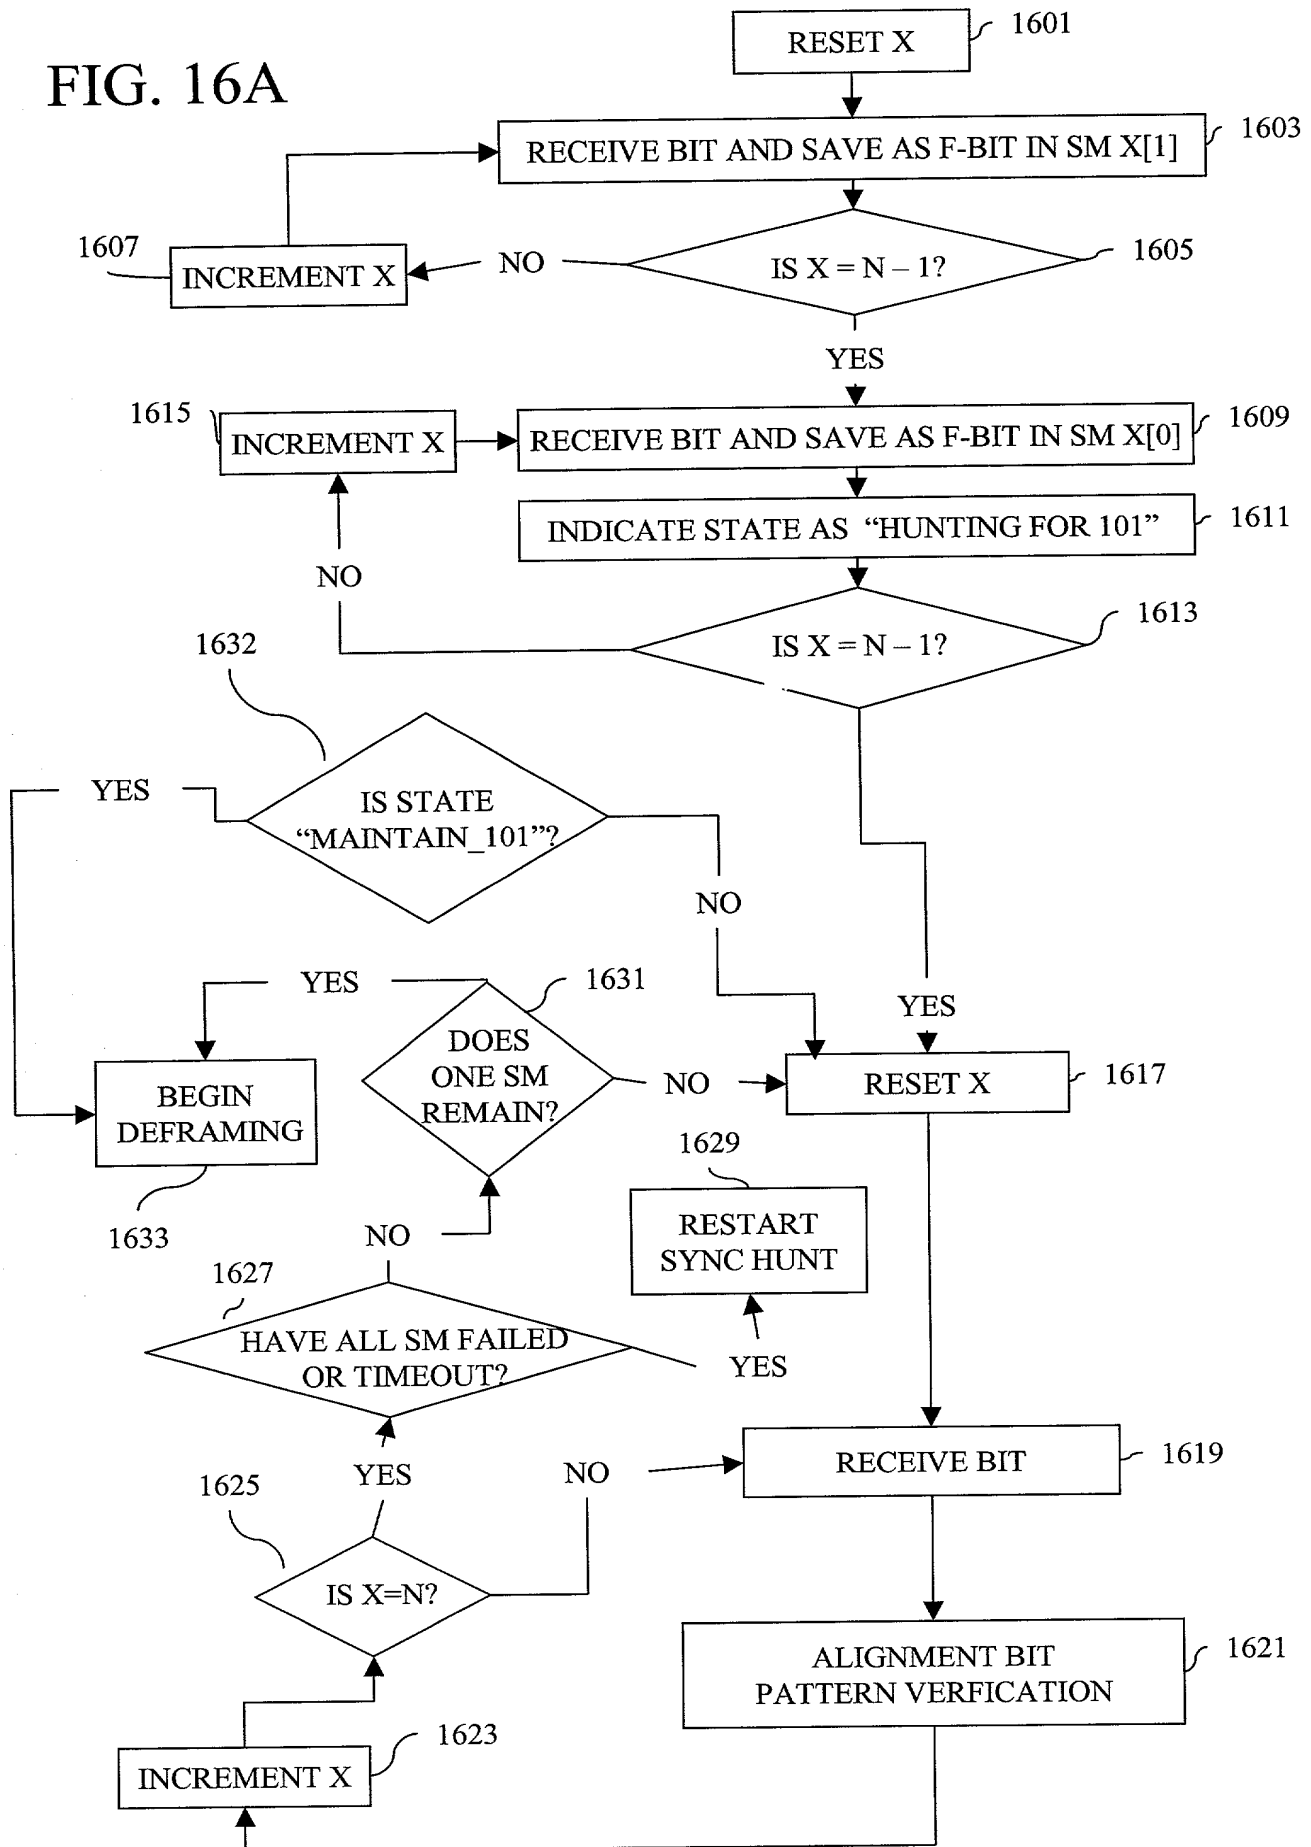 FIG. 16A
RESET X
1601
RECEIVE BIT AND SAVE AS F-BIT IN SM X[1]
1603
1607
INCREMENT X
NO
IS X = N – 1?
1605
YES
1615
INCREMENT X
RECEIVE BIT AND SAVE AS F-BIT IN SM X[0]
1609
INDICATE STATE AS “HUNTING FOR 101”
1611
NO
IS X = N – 1?
1613
1632
YES
IS STATE
“MAINTAIN_101”?
NO
YES
YES
1631
DOES
ONE SM
REMAIN?
NO
RESET X
1617
BEGIN
DEFRAMING
1633
1629
RESTART
SYNC HUNT
NO
1627
HAVE ALL SM FAILED
OR TIMEOUT?
YES
YES
1625
NO
RECEIVE BIT
1619
IS X=N?
ALIGNMENT BIT
PATTERN VERFICATION
1621
1623
INCREMENT X